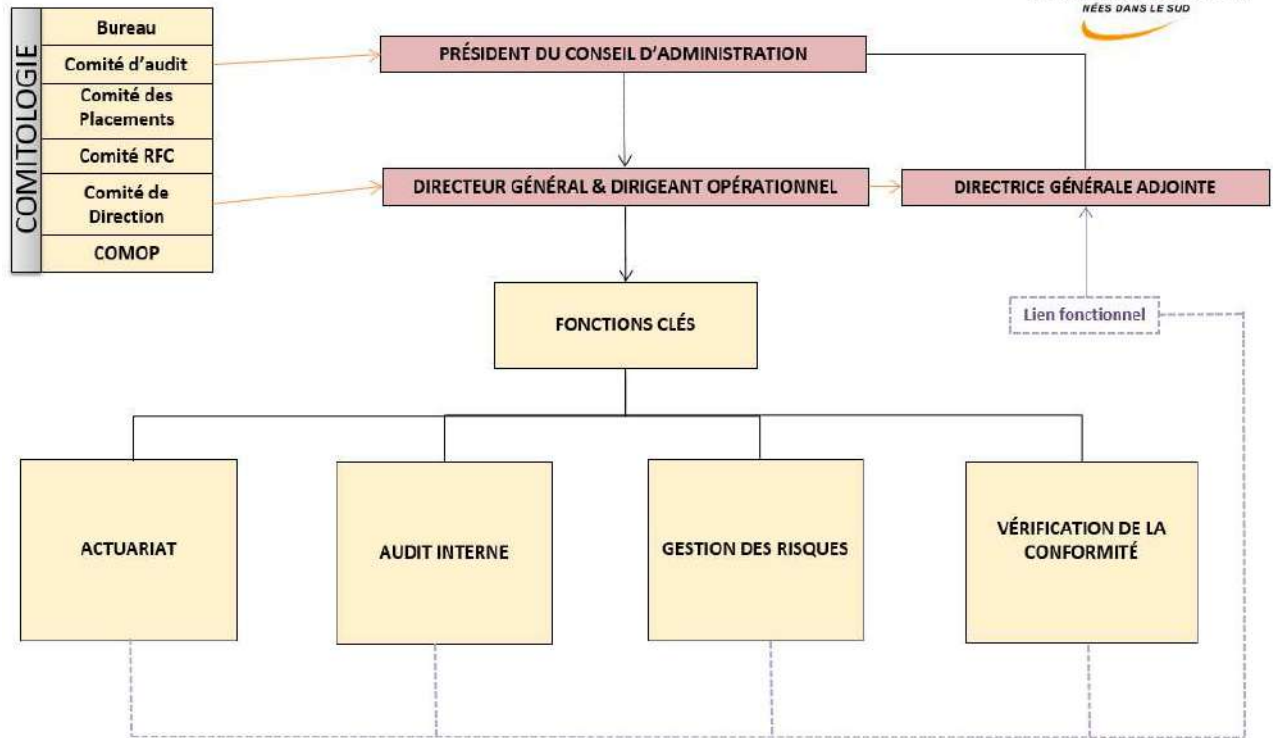 NÉES DANS LE SUD
COMITOLOGIE
Bureau
Comité d'audit
Comité des
Placements
Comité RFC
Comité de
Direction
COMOP
PRÉSIDENT DU CONSEIL D'ADMINISTRATION
DIRECTEUR GÉNÉRAL & DIRIGEANT OPÉRATIONNEL
DIRECTRICE GÉNÉRALE ADJOINTE
Lien fonctionnel
FONCTIONS CLÉS
ACTUARIAT
AUDIT INTERNE
GESTION DES RISQUES
VÉRIFICATION DE LA
CONFORMITÉ